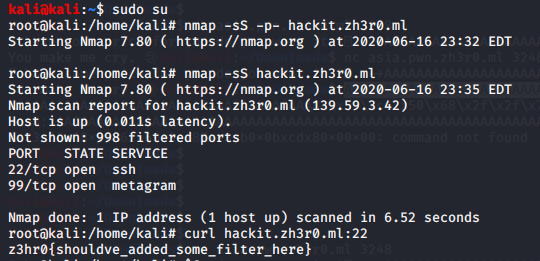 kali@kali:~$ sudo su
root@kali:/home/kali# nmap -sS -p- hackit.zh3r0.ml
Starting Nmap 7.80 ( https://nmap.org ) at 2020-06-16 23:32 EDT
root@kali:/home/kali# nmap -sS hackit.zh3r0.ml
Starting Nmap 7.80 ( https://nmap.org ) at 2020-06-16 23:35 EDT
Nmap scan report for hackit.zh3r0.ml (139.59.3.42)
Host is up (0.011s latency).
Not shown: 998 filtered ports
PORT   STATE SERVICE
22/tcp open  ssh
99/tcp open  metagram
Nmap done: 1 IP address (1 host up) scanned in 6.52 seconds
root@kali:/home/kali# curl hackit.zh3r0.ml:22
z3hr0{shouldve_added_some_filter_here}